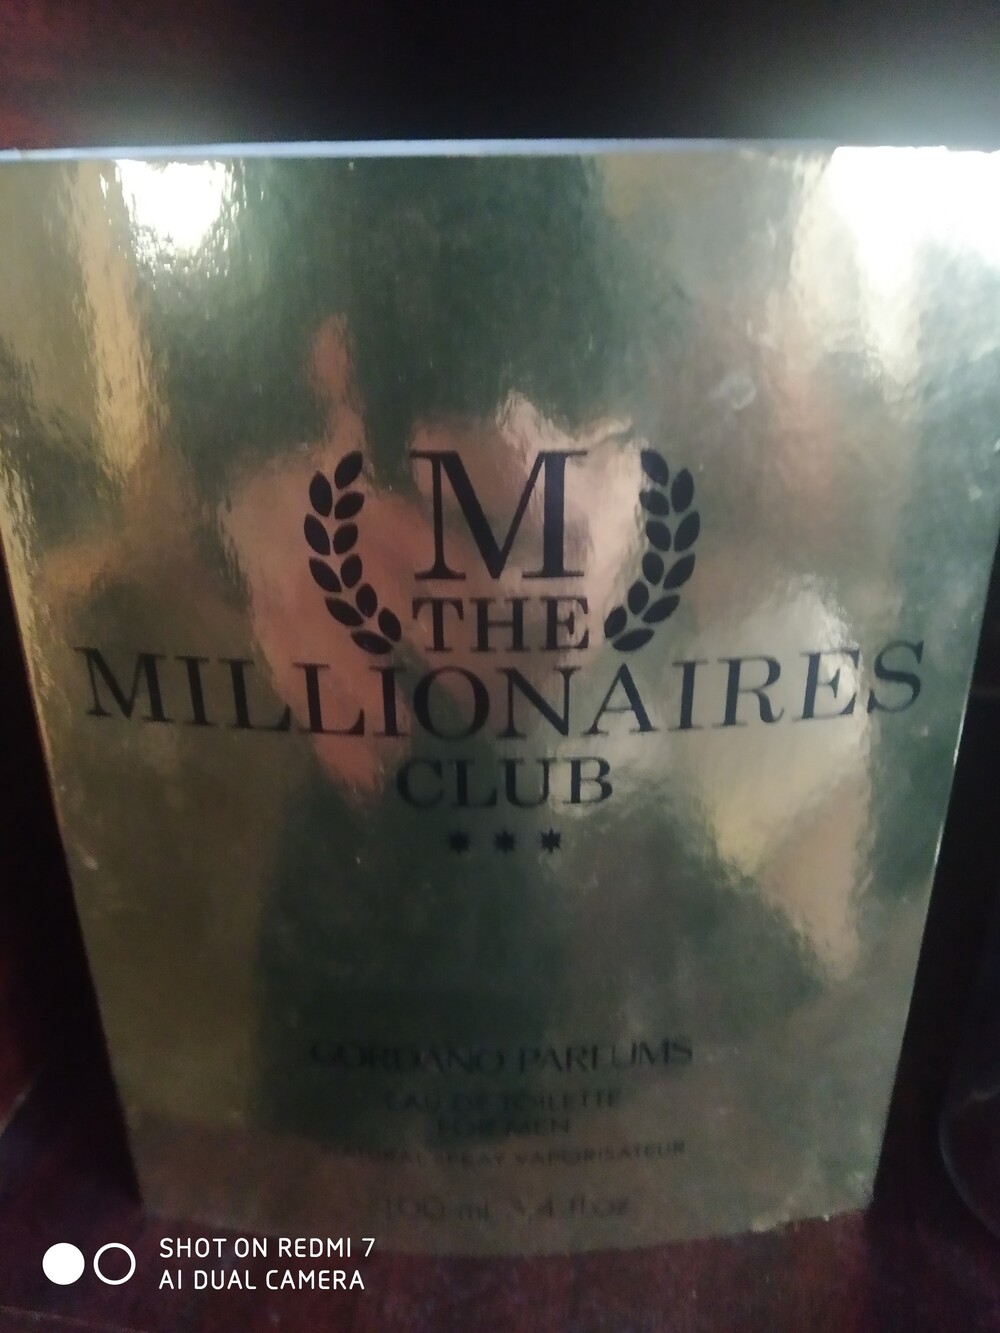 M
THE
MILLIONAIRES
CLUB
GORDANO PARFUMS
EAU DE TOILETTE
FOR MEN
NATURAL SPRAY VAPORISATEUR
100 ml 3,4 fl.oz
SHOT ON REDMI 7
AI DUAL CAMERA